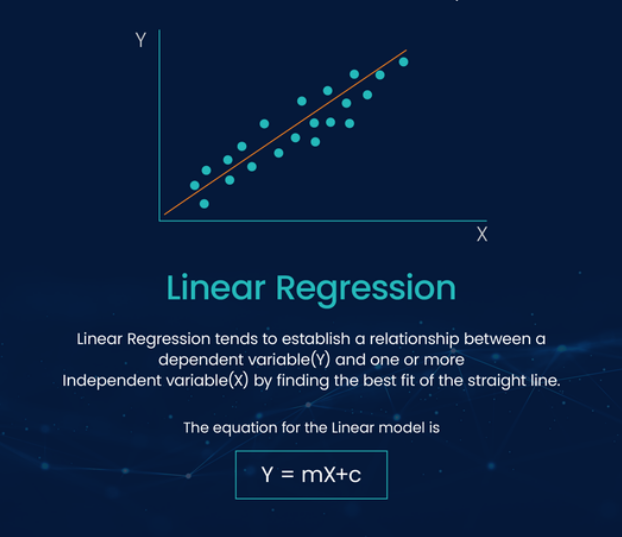 Y
X
Linear Regression
Linear Regression tends to establish a relationship between a
dependent variable(Y) and one or more
Independent variable(X) by finding the best fit of the straight line.
The equation for the Linear model is
Y = mX+c